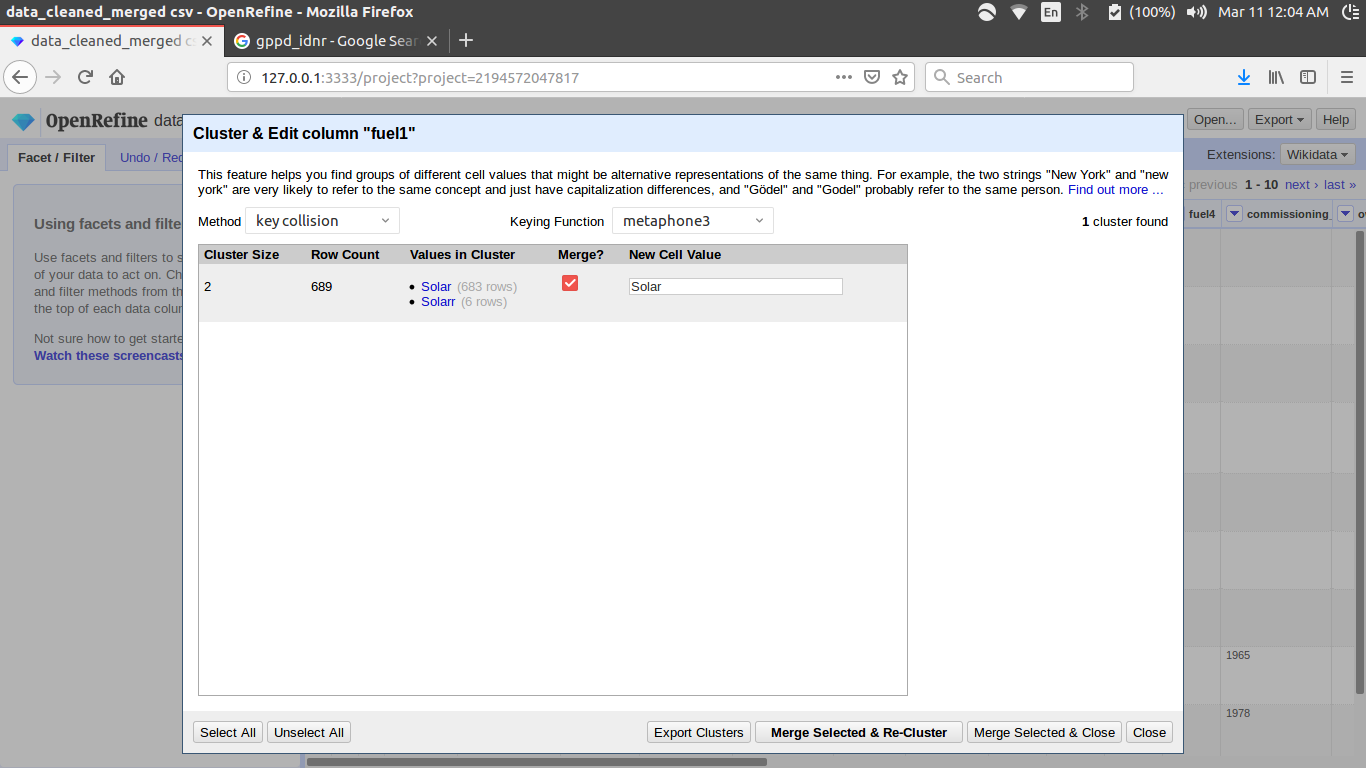 data_cleaned_merged csv - OpenRefine - Mozilla Firefox
En
(100%)
Mar 11 12:04 AM
data_cleaned_merged cs
gppd_idnr - Google Sear
127.0.0.1:3333/project?project=2194572047817
Search
OpenRefine data
Open...
Export
Help
Facet / Filter
Undo / Red
Extensions:
Wikidata
previous 1 - 10 next › last »
fuel4
commissioning_
Using facets and filte
Use facets and filters to s
of your data to act on. Ch
and filter methods from th
the top of each data colun
Not sure how to get starte
Watch these screencasts
Cluster & Edit column "fuel1"
This feature helps you find groups of different cell values that might be alternative representations of the same thing. For example, the two strings "New York" and "new
york" are very likely to refer to the same concept and just have capitalization differences, and "Gödel" and "Godel" probably refer to the same person. Find out more ...
Method key collision
Keying Function metaphone3
1 cluster found
Cluster Size Row Count Values in Cluster Merge? New Cell Value
2 689 • Solar (683 rows) Solar
• Solarr (6 rows)
1965
1978
Select All
Unselect All
Export Clusters
Merge Selected & Re-Cluster
Merge Selected & Close
Close